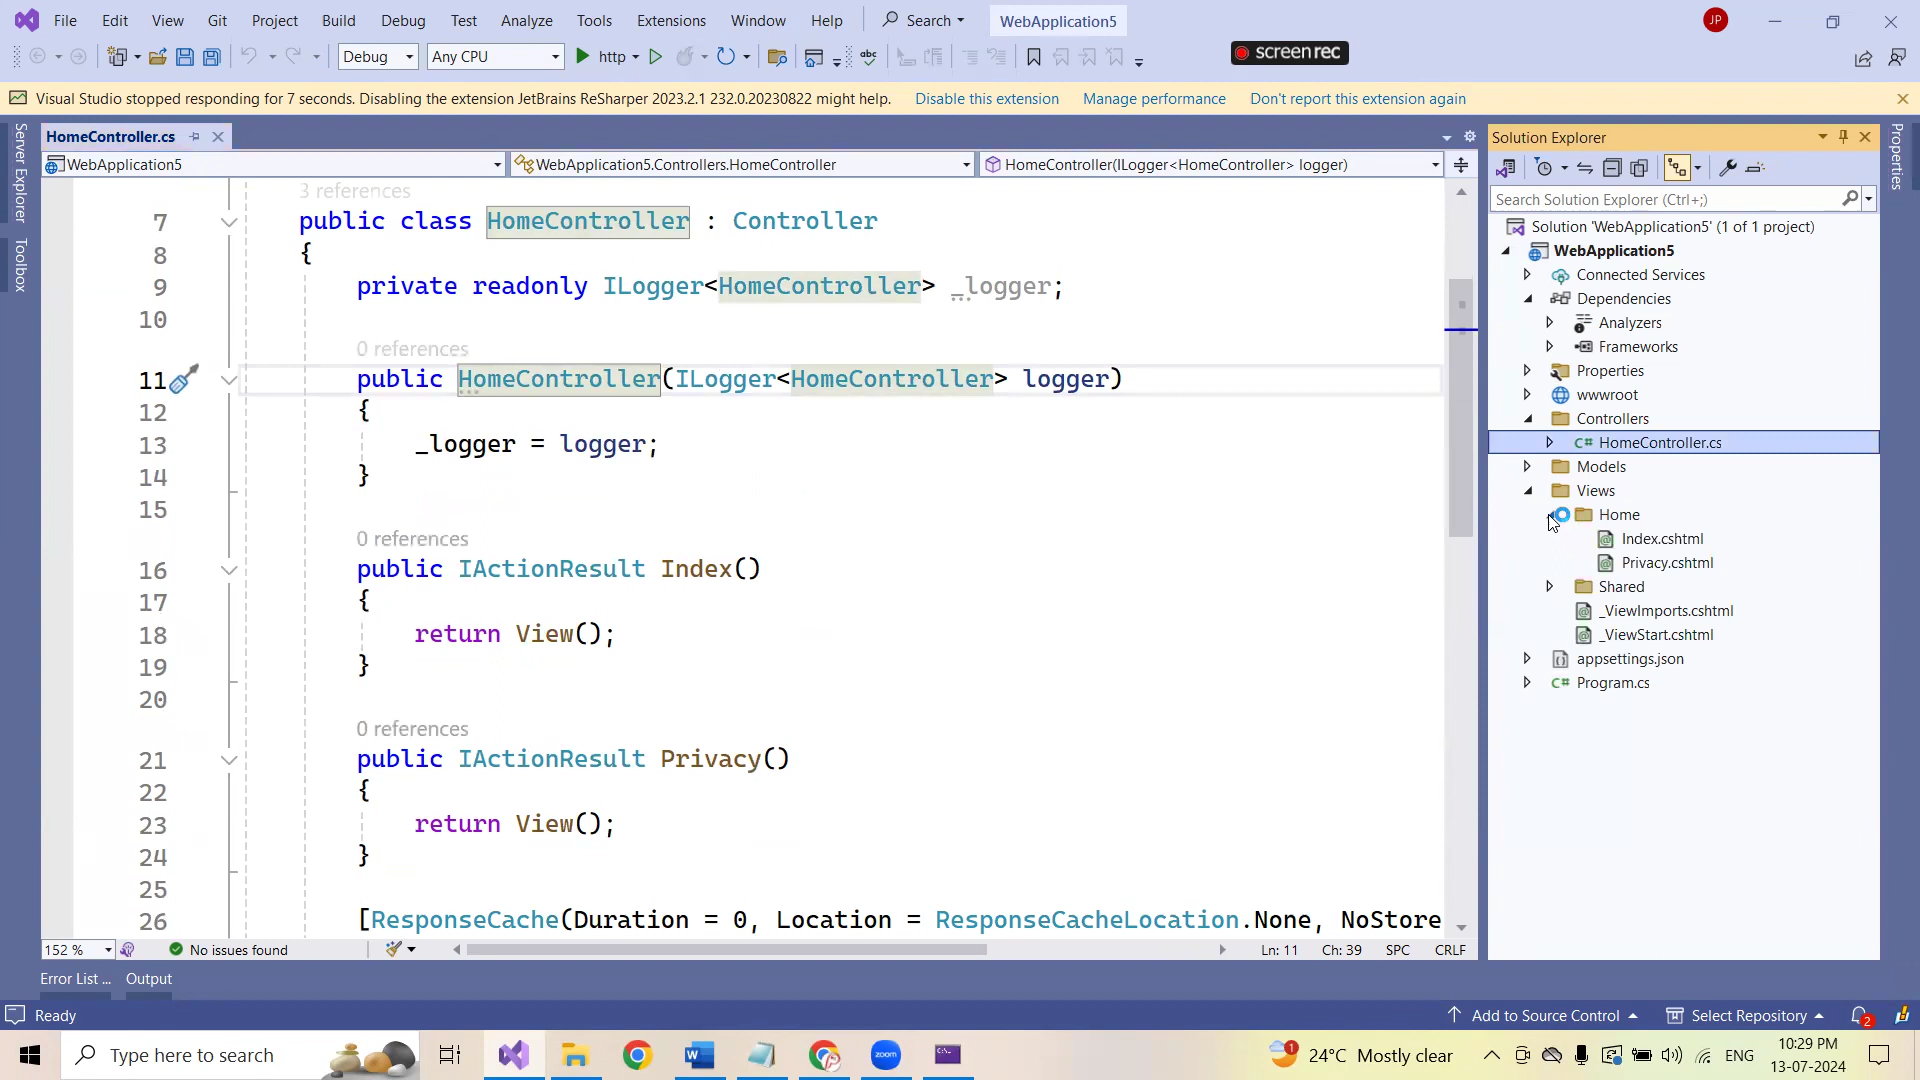 File Edit View Git Project Build Debug Test Analyze Tools Extensions Window Help Search WebApplication5 JP
Debug Any CPU http abc screenrec
Visual Studio stopped responding for 7 seconds. Disabling the extension JetBrains ReSharper 2023.2.1 232.0.20230822 might help. Disable this extension Manage performance Don't report this extension again
Server Explorer
Toolbox
HomeController.cs
WebApplication5 WebApplication5.Controllers.HomeController HomeController(ILogger<HomeController> logger)
3 references
7 public class HomeController : Controller
8 {
9 private readonly ILogger<HomeController> _logger;
10
0 references
11 public HomeController(ILogger<HomeController> logger)
12 {
13 _logger = logger;
14 }
15
0 references
16 public IActionResult Index()
17 {
18 return View();
19 }
20
0 references
21 public IActionResult Privacy()
22 {
23 return View();
24 }
25
26 [ResponseCache(Duration = 0, Location = ResponseCacheLocation.None, NoStore
152 % No issues found Ln: 11 Ch: 39 SPC CRLF
Solution Explorer
Search Solution Explorer (Ctrl+;)
Solution 'WebApplication5' (1 of 1 project)
WebApplication5
Connected Services
Dependencies
Analyzers
Frameworks
Properties
wwwroot
Controllers
C# HomeController.cs
Models
Views
Home
Index.cshtml
Privacy.cshtml
Shared
_ViewImports.cshtml
_ViewStart.cshtml
appsettings.json
C# Program.cs
Properties
Error List ... Output
Ready Add to Source Control Select Repository 2
Type here to search zoom 1 24°C Mostly clear ENG 10:29 PM
13-07-2024